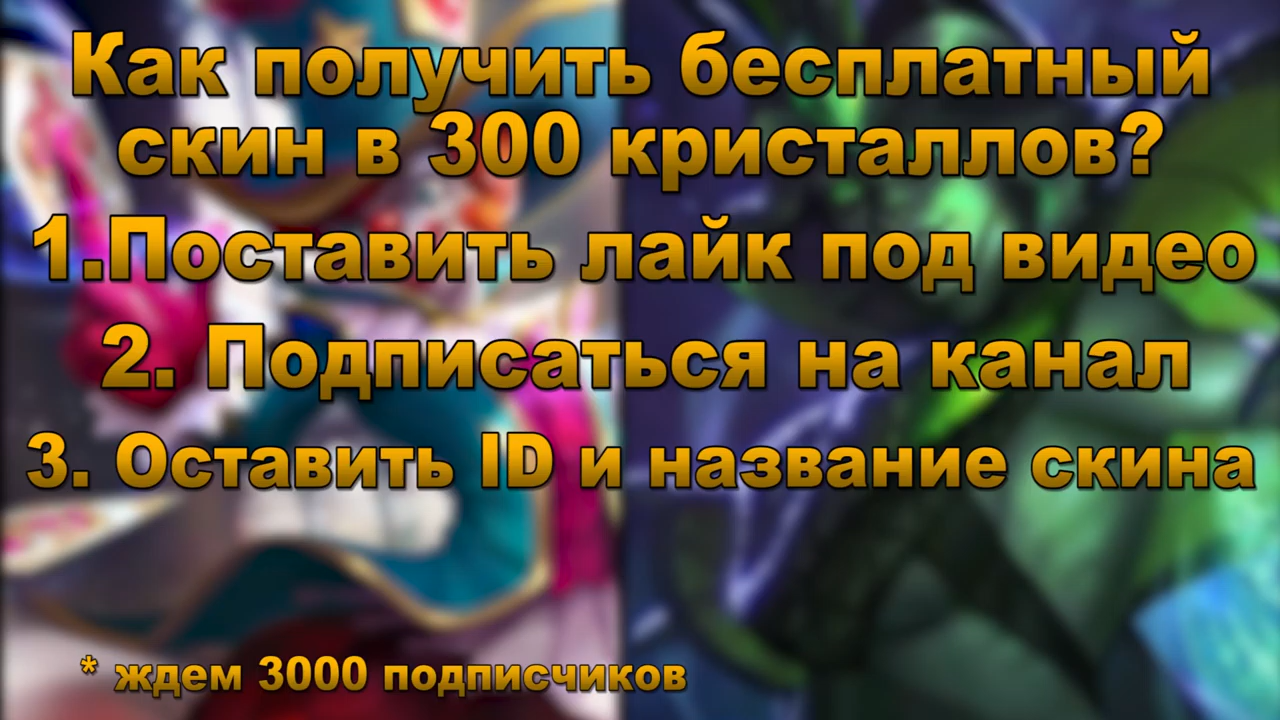 Как получить бесплатный
скин в 300 кристаллов?
1.Поставить лайк под видео
2. Подписаться на канал
3. Оставить ID и название скина
* ждем 3000 подписчиков